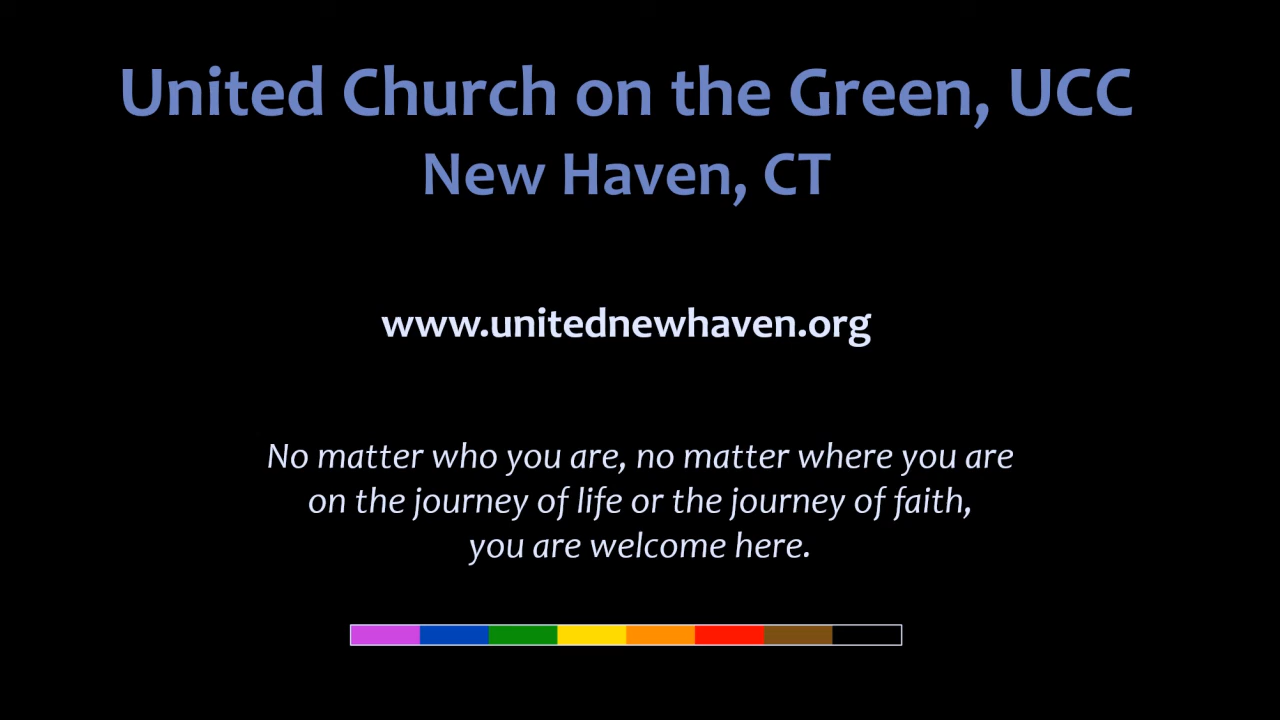 United Church on the Green, UCC
New Haven, CT
www.unitednewhaven.org
No matter who you are, no matter where you are
on the journey of life or the journey of faith,
you are welcome here.